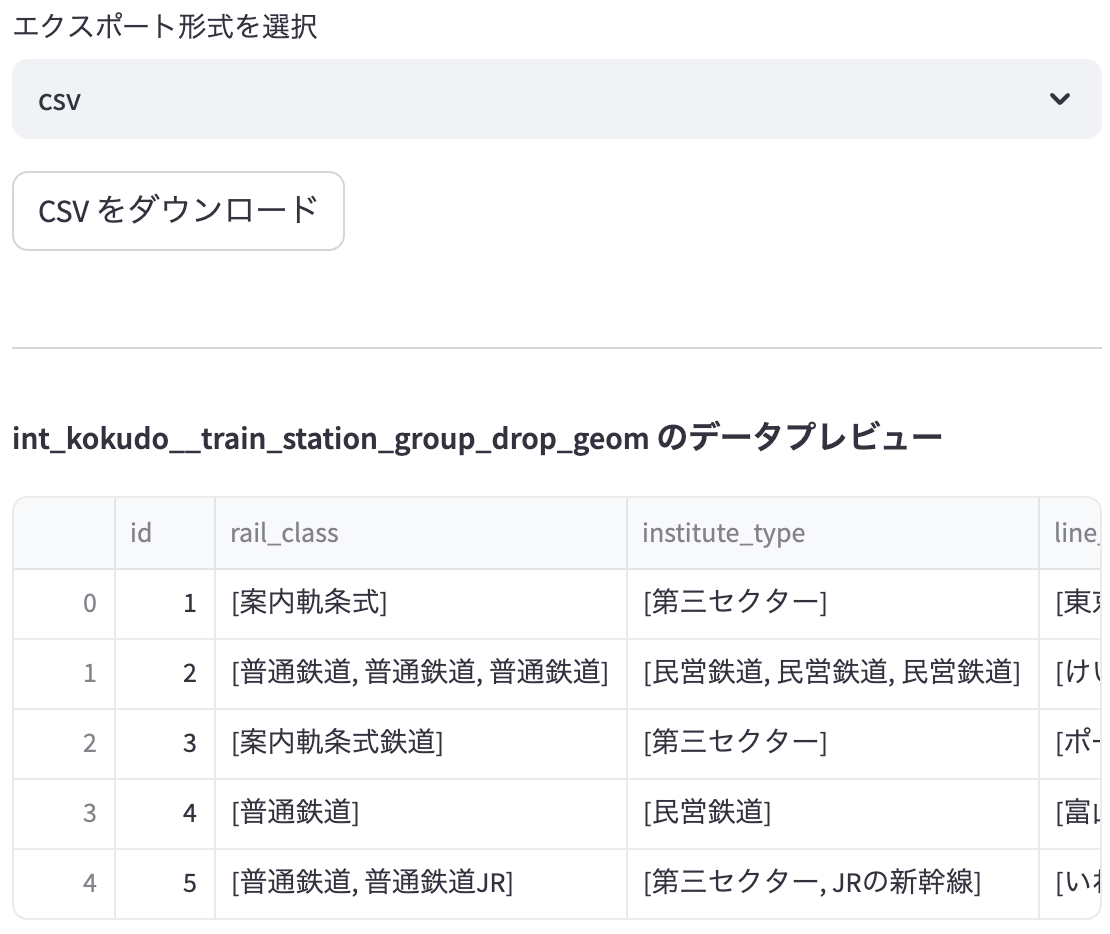 エクスポート形式を選択
csv
CSV をダウンロード
int_kokudo__train_station_group_drop_geom のデータプレビュー
id rail_class institute_type line_
0 1 [案内軌条式] [第三セクター] [東
1 2 [普通鉄道, 普通鉄道, 普通鉄道] [民営鉄道, 民営鉄道, 民営鉄道] [け
2 3 [案内軌条式鉄道] [第三セクター] [ポ
3 4 [普通鉄道] [民営鉄道] [富
4 5 [普通鉄道, 普通鉄道JR] [第三セクター, JRの新幹線] [い